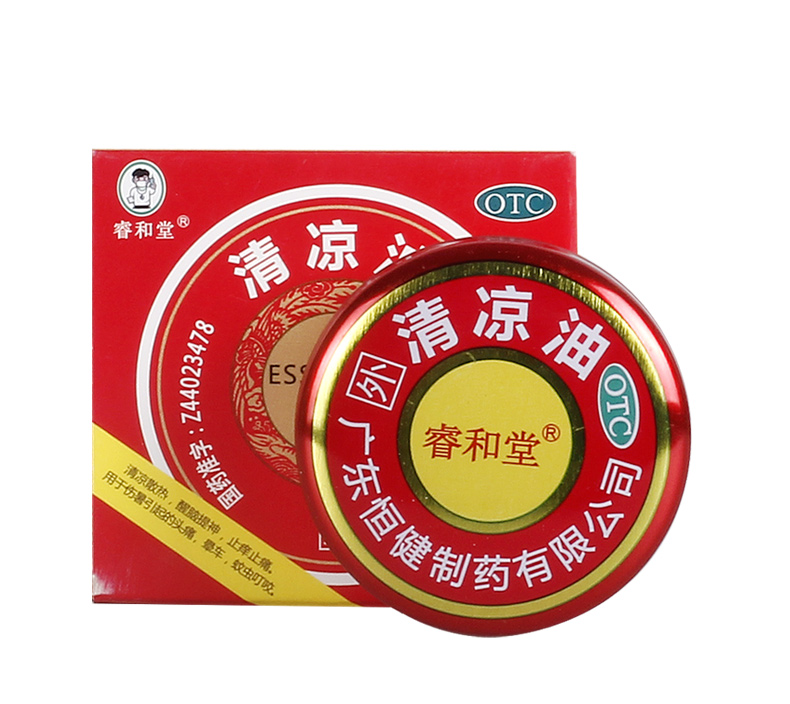 睿和堂®
OTC
清凉
国药准字：Z44023478
ESS
清凉散热，醒脑提神，止痒止痛。
用于伤暑引起的头痛，晕车，蚊虫叮咬。
清凉油
外
OTC
睿和堂®
广东恒健制药有限公司